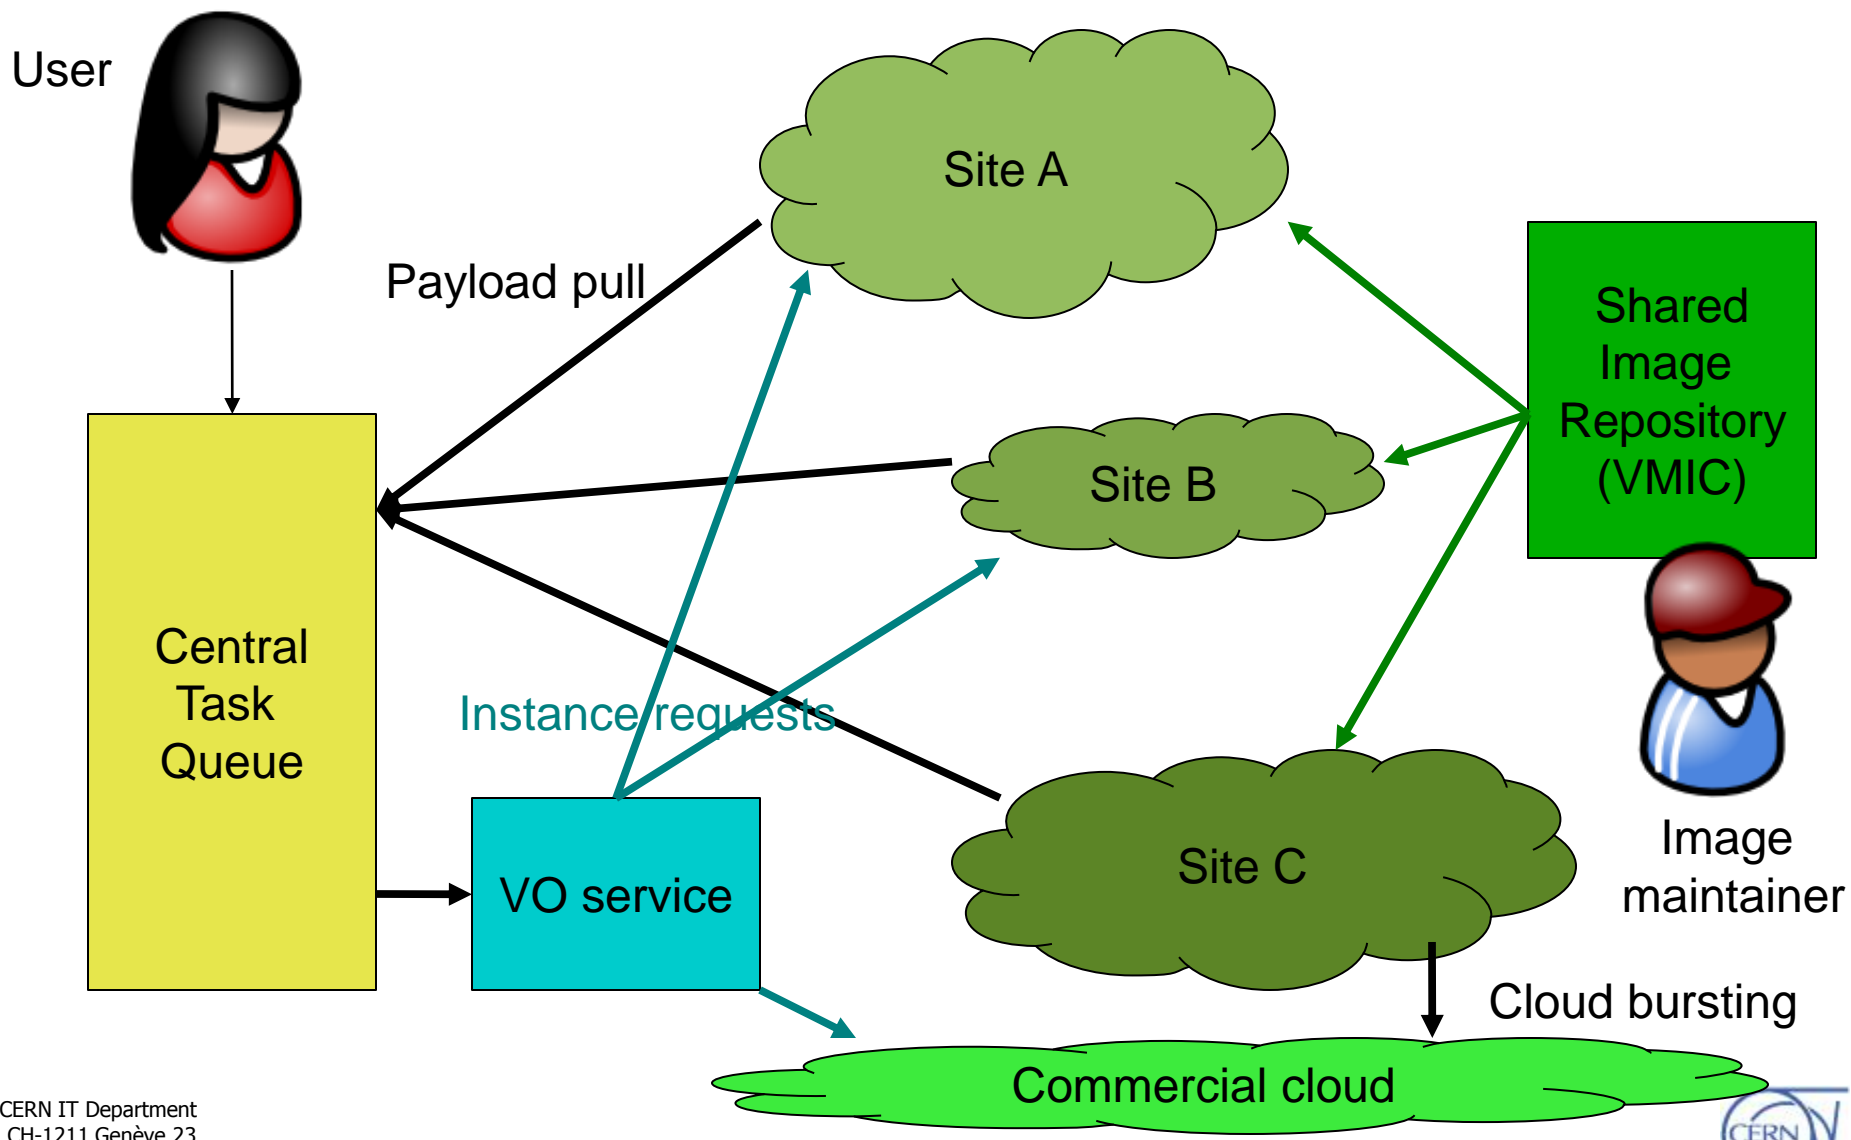 User
Site A
Payload pull
Shared
Image
Repository
(VMIC)
Site B
Central
Task
Queue
Instance requests
VO service
Site C
Image
maintainer
Cloud bursting
Commercial cloud
CERN IT Department
CH-1211 Genève 23
CERN